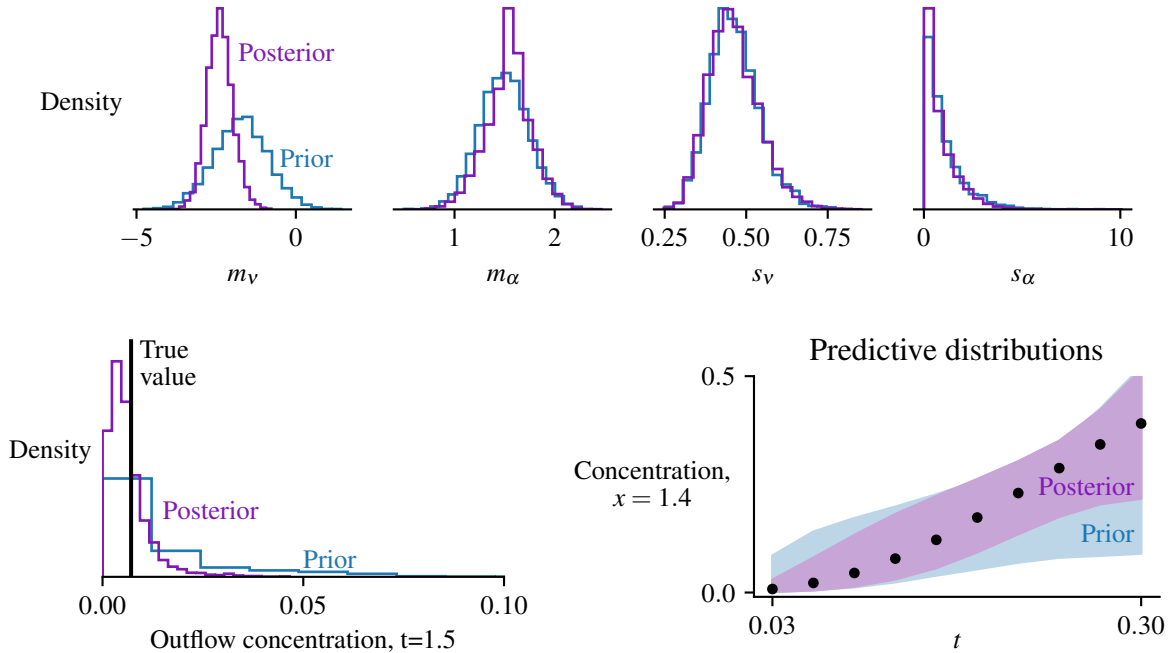 Density
Posterior
Prior
−5
0
1
2
0.25
0.50
0.75
0
10
m_ν
m_α
s_ν
s_α
True
value
Density
Posterior
Prior
0.00
0.05
0.10
Outflow concentration, t=1.5
Predictive distributions
0.5
Concentration,
x = 1.4
Posterior
Prior
0.0
0.03
0.30
t